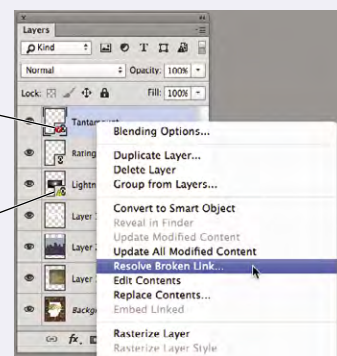 Layers
Kind
Normal
Opacity: 100%
Lock:
Fill: 100%
Blending Options...
Rating
Duplicate Layer...
Delete Layer
Group from Layers...
Convert to Smart Object
Reveal in Finder
Layer
Update Modified Content
Update All Modified Content
Layer
Resolve Broken Link...
Edit Contents
Layer
Replace Contents...
Embed Linked
Rasterize Layer
fx
Rasterize Layer Style